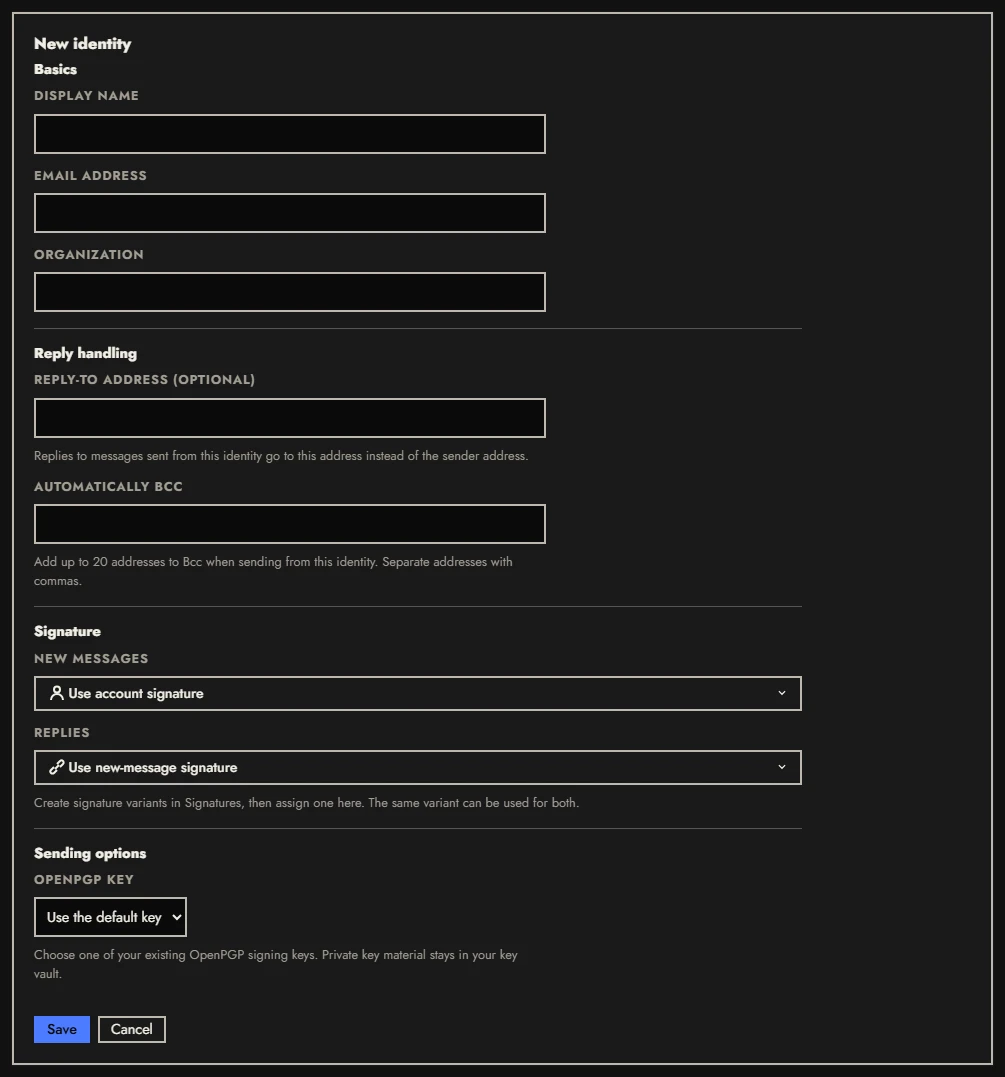 New identity
Basics
DISPLAY NAME
EMAIL ADDRESS
ORGANIZATION
Reply handling
REPLY-TO ADDRESS (OPTIONAL)
Replies to messages sent from this identity go to this address instead of the sender address.
AUTOMATICALLY BCC
Add up to 20 addresses to Bcc when sending from this identity. Separate addresses with
commas.
Signature
NEW MESSAGES
Use account signature
REPLIES
Use new-message signature
Create signature variants in Signatures, then assign one here. The same variant can be used for both.
Sending options
OPENPGP KEY
Use the default key
Choose one of your existing OpenPGP signing keys. Private key material stays in your key
vault.
Save Cancel